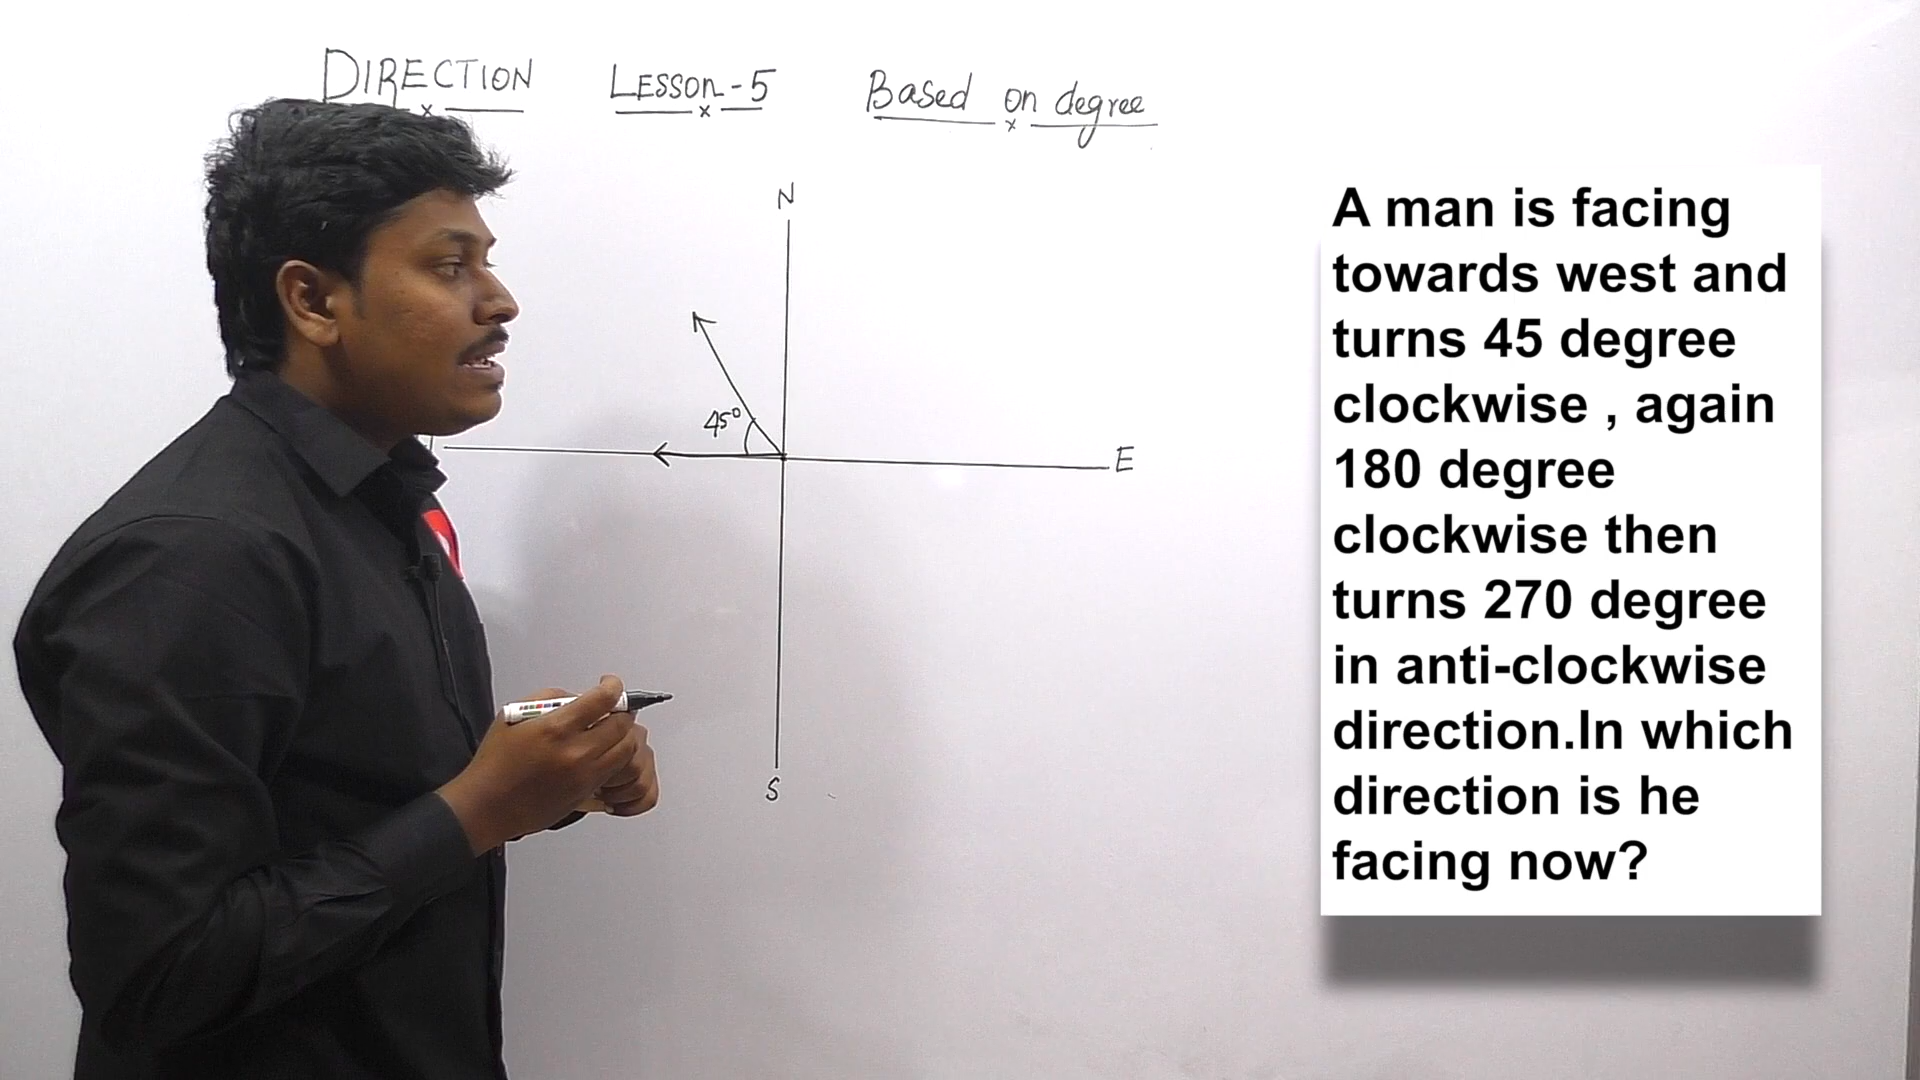 DIRECTION LESSON-5 Based on degree
N
45°
E
S
A man is facing
towards west and
turns 45 degree
clockwise , again
180 degree
clockwise then
turns 270 degree
in anti-clockwise
direction.In which
direction is he
facing now?